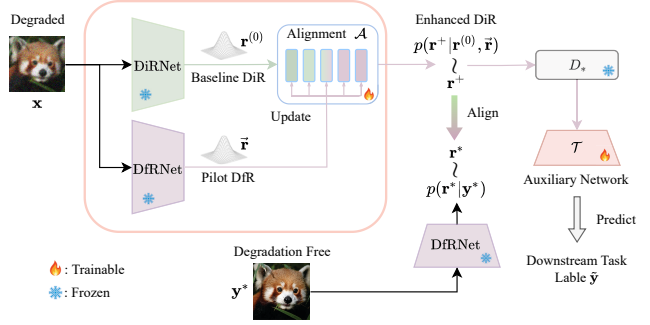 Degraded
x
DiRNet
r⁽⁰⁾
Baseline DiR
Alignment 𝒜
Update
DfRNet
r⃗
Pilot DfR
Enhanced DiR
p(r⁺|r⁽⁰⁾, r⃗)
~
r⁺
Align
r*
~
p(r*|y*)
DfRNet
D*
𝒯
Auxiliary Network
Predict
Downstream Task
Lable ỹ
Degradation Free
y*
: Trainable
: Frozen